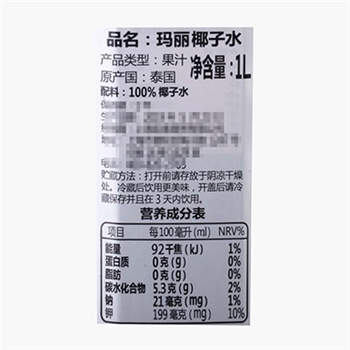 品名：玛丽椰子水
产品类型：果汁 净含量：1L
原产国：泰国
配料：100% 椰子水
贮藏方法：打开前请存放于阴凉干燥
处。冷藏后饮用更美味，开盖后请冷
藏保存并且在 3 天内饮用。
营养成分表
项目 每100毫升(ml) NRV%
能量 92千焦(kJ) 1%
蛋白质 0克(g) 0%
脂肪 0克(g) 0%
碳水化合物 5.3克(g) 2%
钠 21毫克(mg) 1%
钾 199毫克(mg) 10%